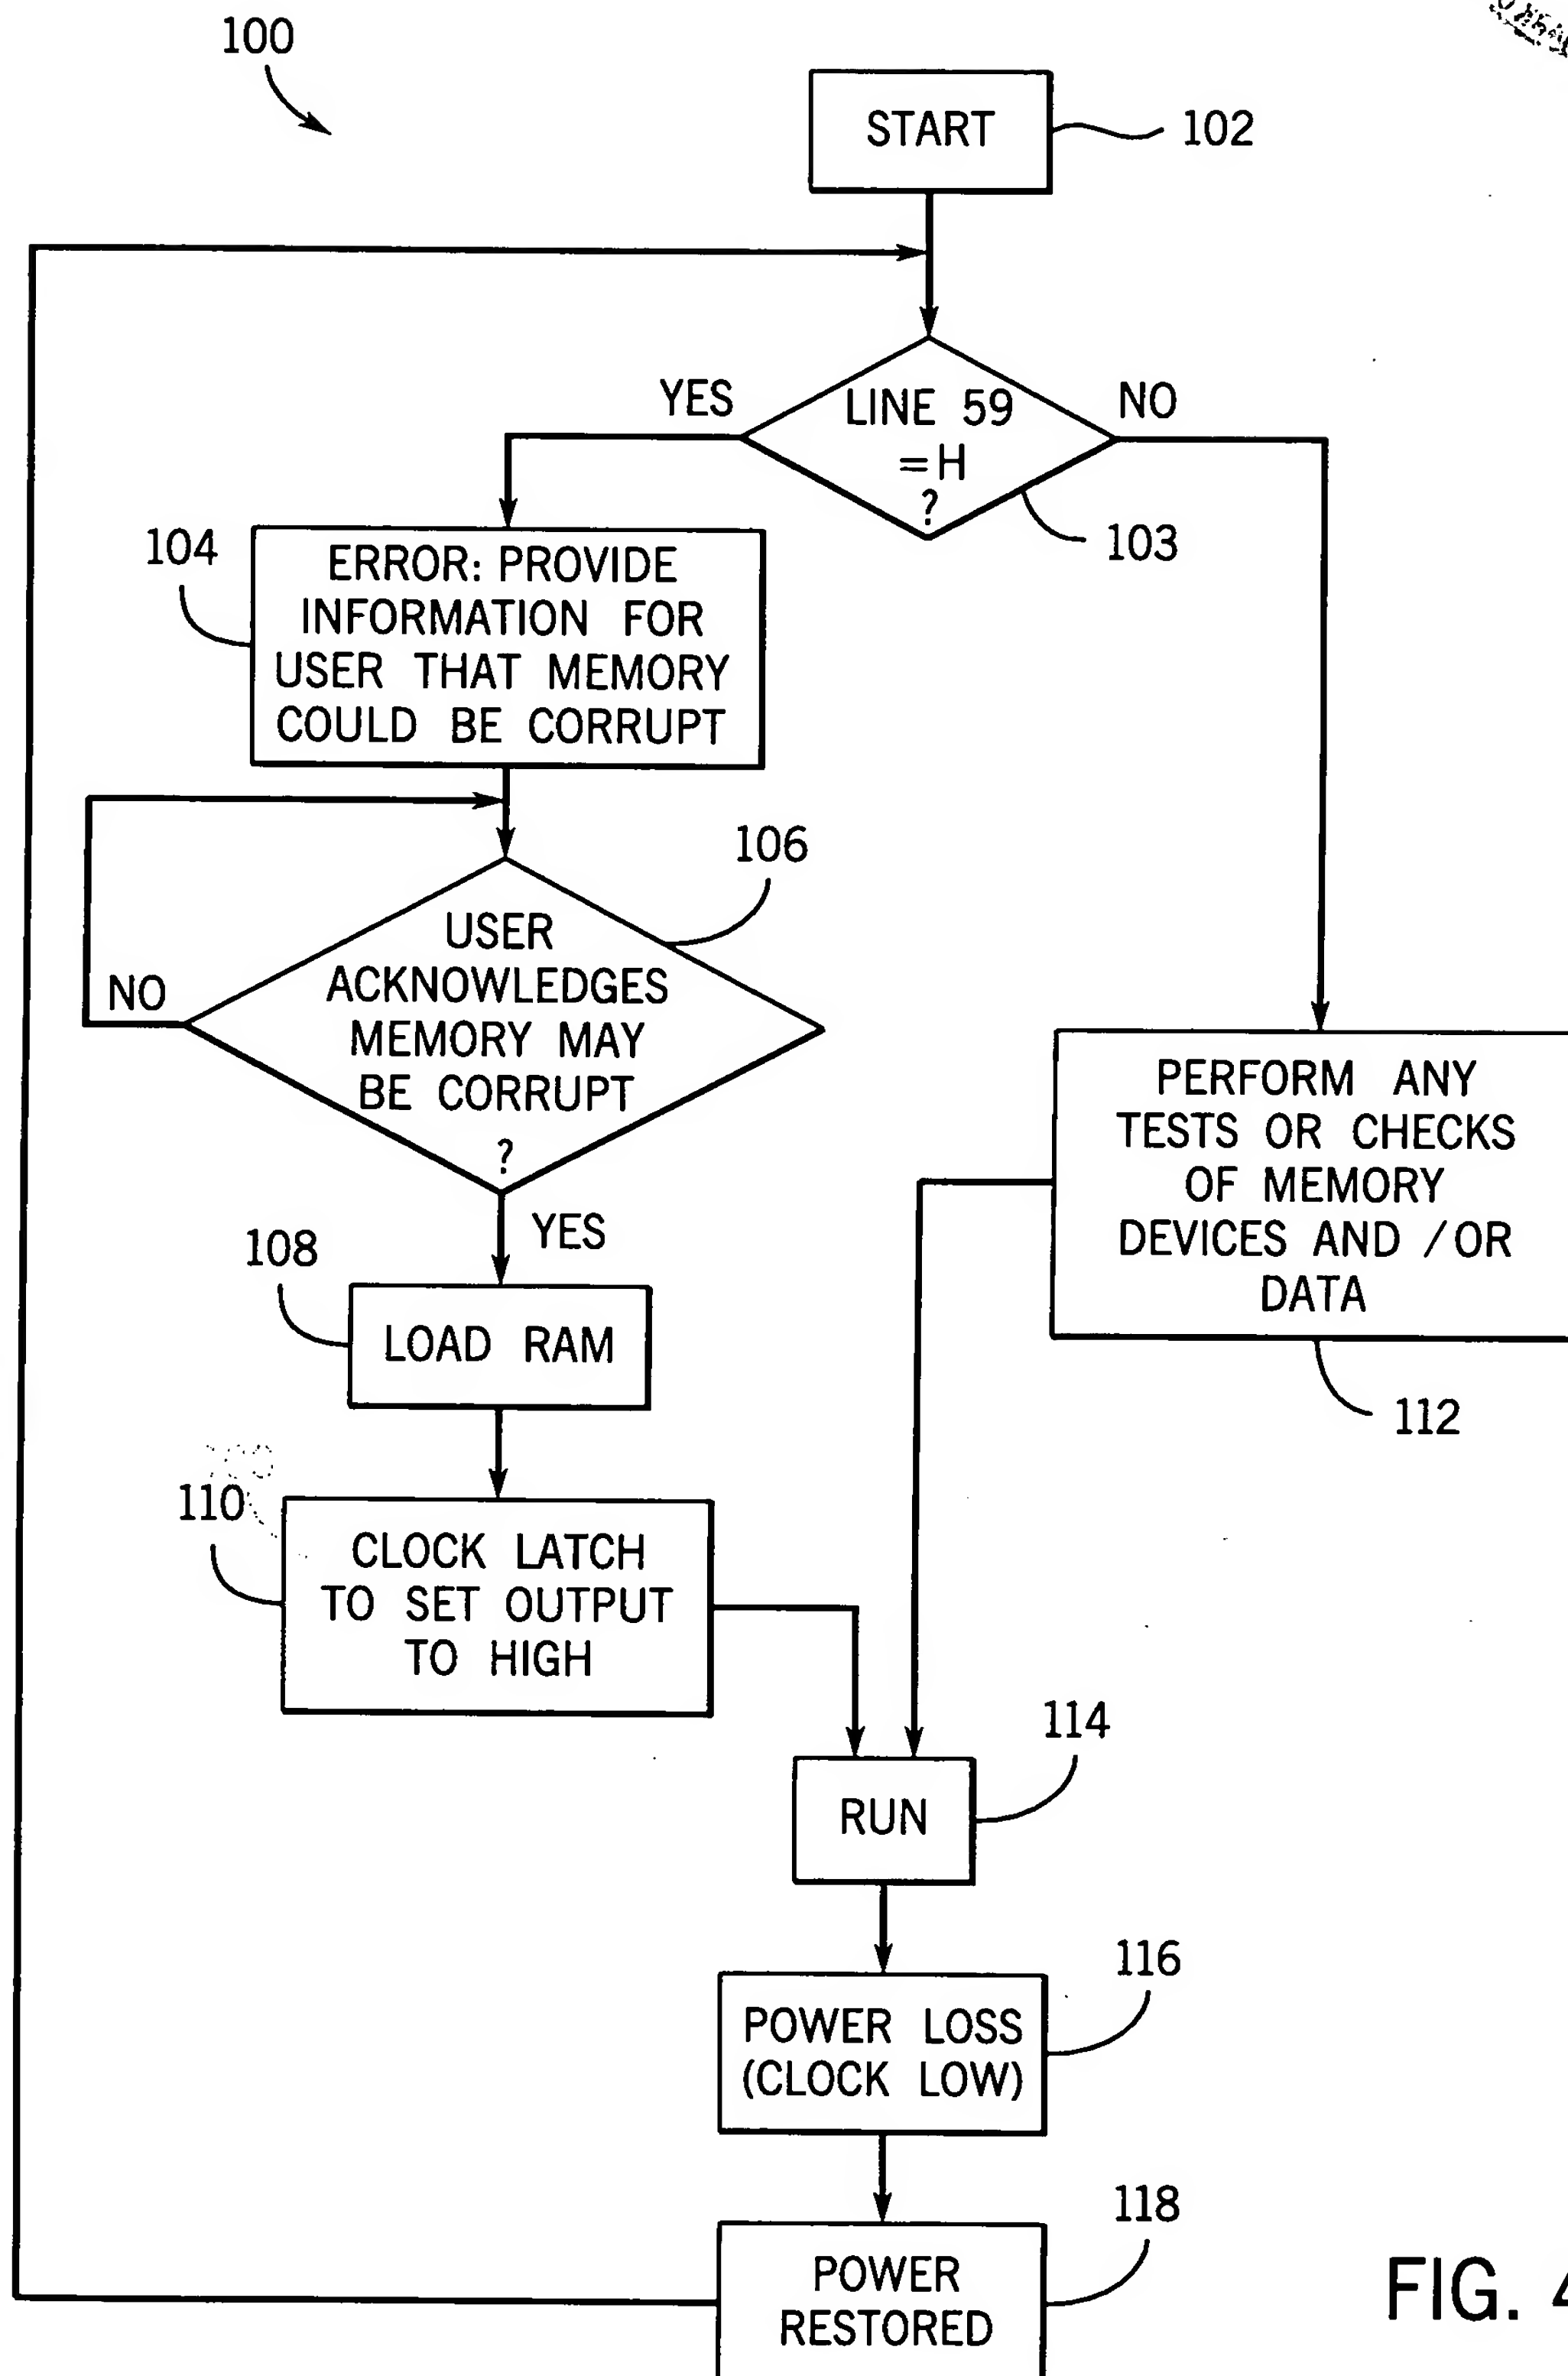 100
START
102
YES
LINE 59
=H
?
NO
103
104
ERROR: PROVIDE
INFORMATION FOR
USER THAT MEMORY
COULD BE CORRUPT
106
USER
ACKNOWLEDGES
MEMORY MAY
BE CORRUPT
?
NO
YES
PERFORM ANY
TESTS OR CHECKS
OF MEMORY
DEVICES AND /OR
DATA
112
108
LOAD RAM
110
CLOCK LATCH
TO SET OUTPUT
TO HIGH
114
RUN
116
POWER LOSS
(CLOCK LOW)
118
POWER
RESTORED
FIG. 4